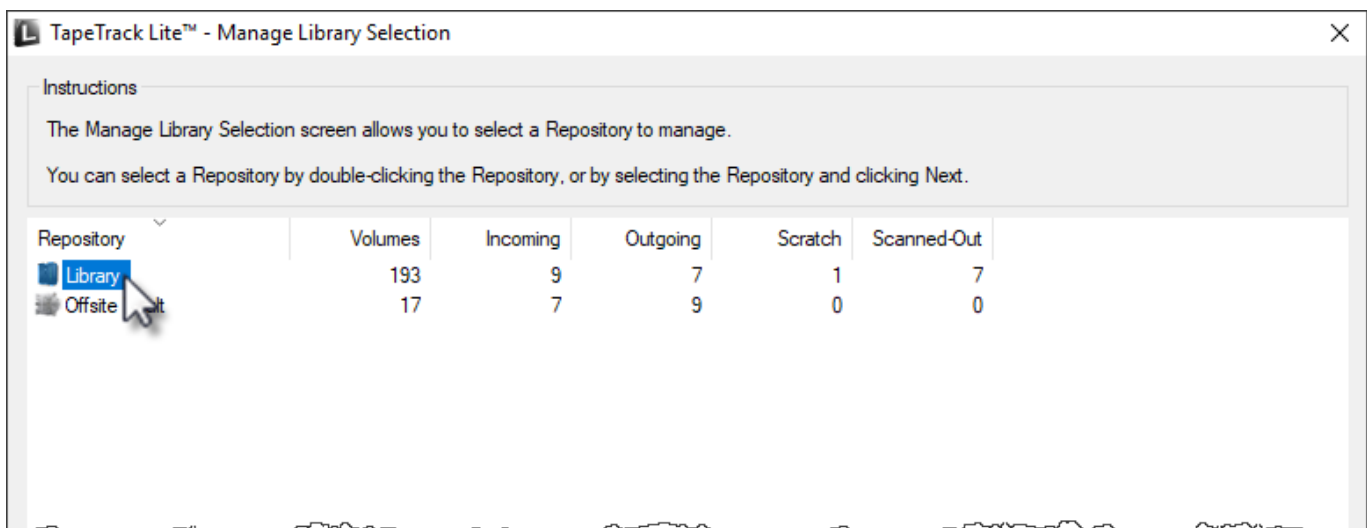 TapeTrack Lite™ - Manage Library Selection
Instructions
The Manage Library Selection screen allows you to select a Repository to manage.
You can select a Repository by double-clicking the Repository, or by selecting the Repository and clicking Next.
Repository Volumes Incoming Outgoing Scratch Scanned-Out
Library 193 9 7 1 7
Offsite 17 7 9 0 0